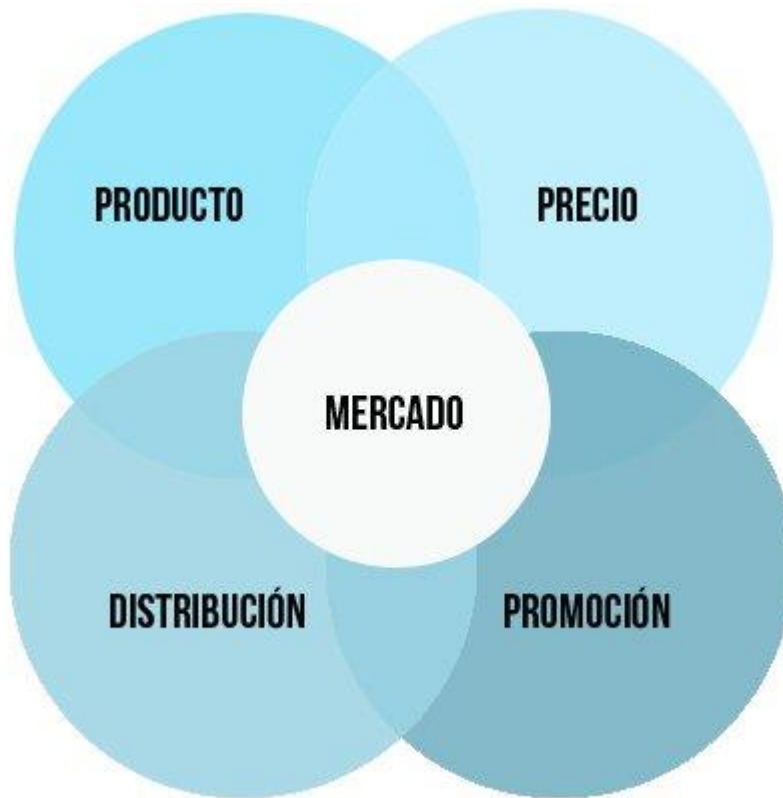 PRODUCTO
PRECIO
MERCADO
DISTRIBUCIÓN
PROMOCIÓN